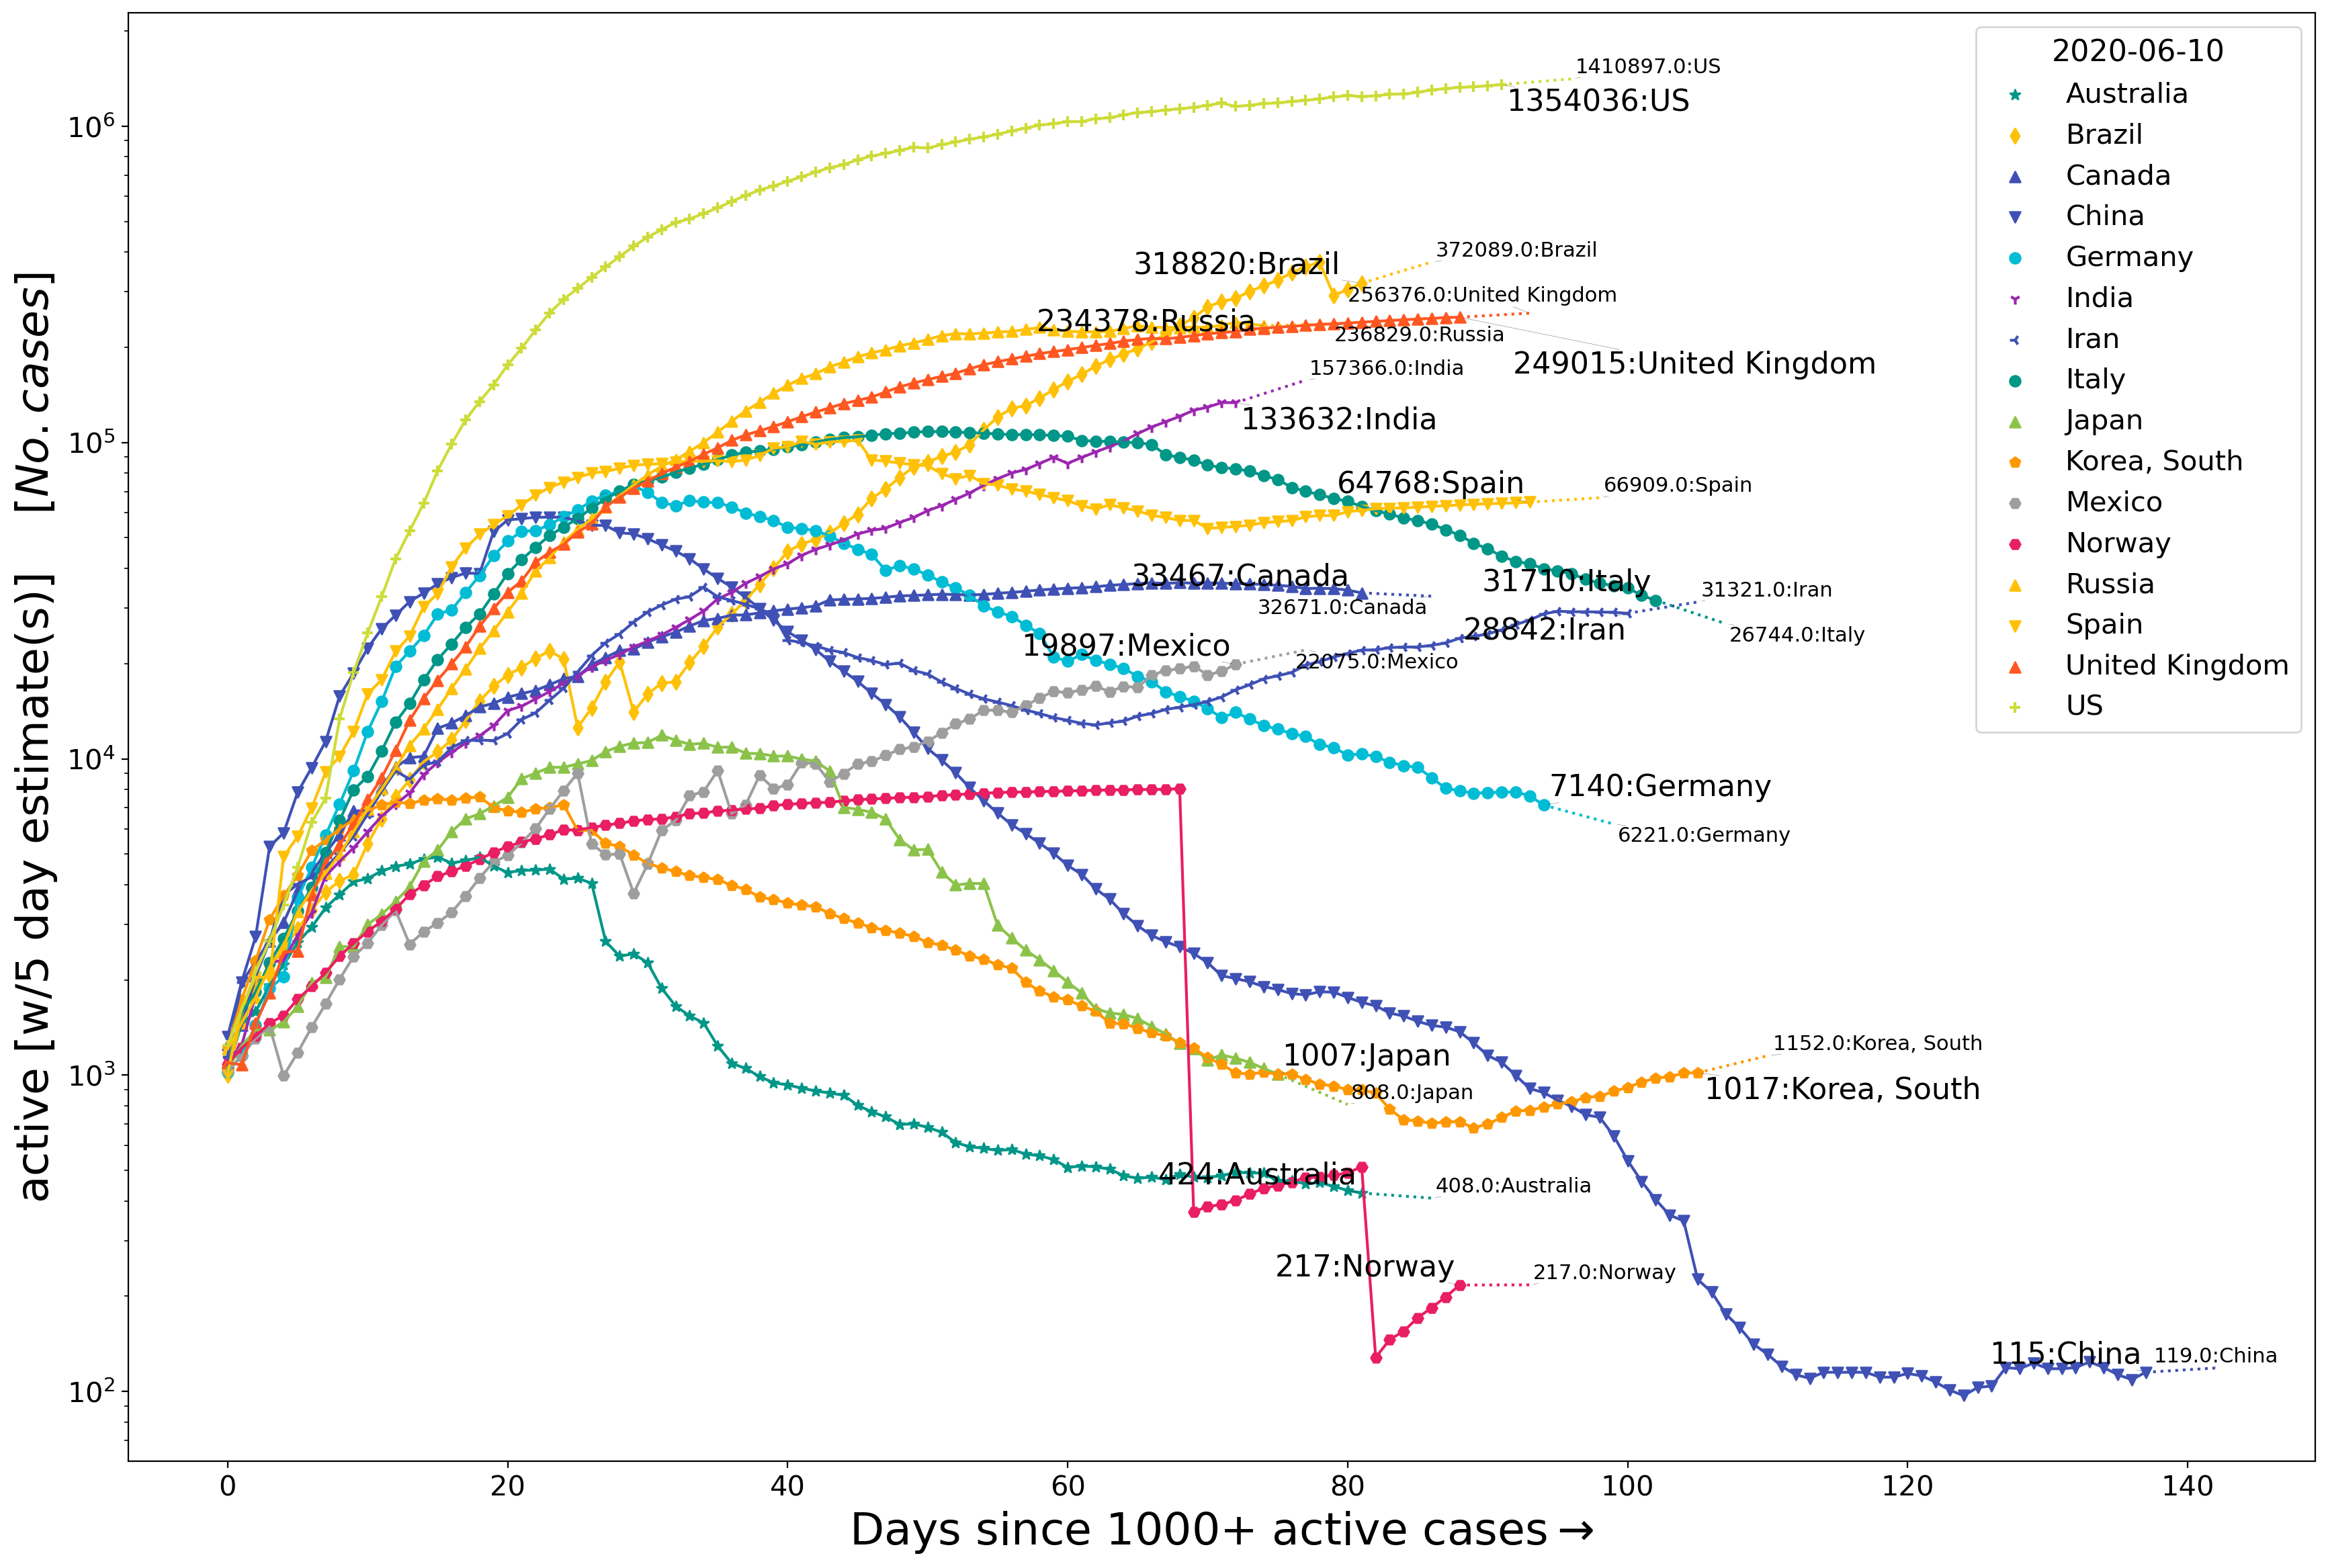 1410897.0:US
1354036:US
372089.0:Brazil
318820:Brazil
256376.0:United Kingdom
234378:Russia
236829.0:Russia
249015:United Kingdom
157366.0:India
133632:India
64768:Spain
66909.0:Spain
33467:Canada
31710:Italy
31321.0:Iran
32671.0:Canada
28842:Iran
26744.0:Italy
19897:Mexico
22075.0:Mexico
7140:Germany
6221.0:Germany
1152.0:Korea, South
1007:Japan
1017:Korea, South
808.0:Japan
424:Australia
408.0:Australia
217:Norway
217.0:Norway
115:China
119.0:China
2020-06-10
Australia
Brazil
Canada
China
Germany
India
Iran
Italy
Japan
Korea, South
Mexico
Norway
Russia
Spain
United Kingdom
US
active [w/5 day estimate(s)] [No.cases]
10⁶
10⁵
10⁴
10³
10²
0 20 40 60 80 100 120 140
Days since 1000+ active cases→